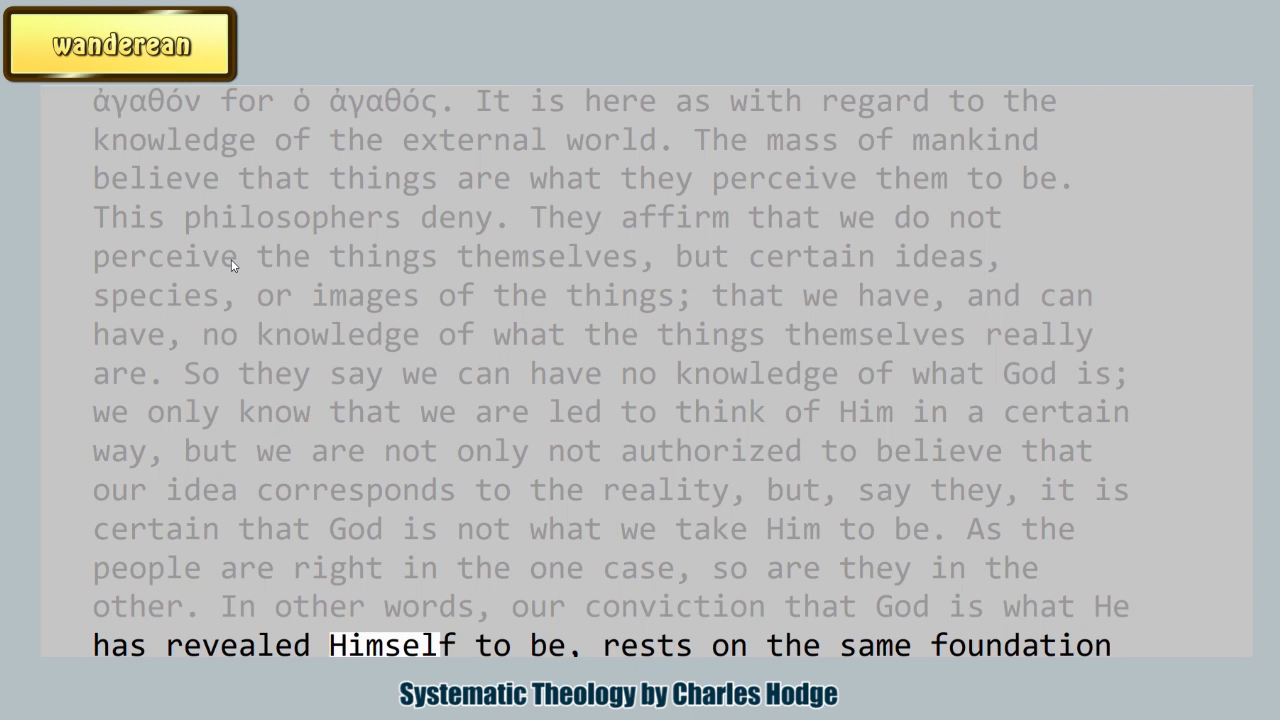 wanderean
ἀγαθόν for ὁ ἀγαθός. It is here as with regard to the
knowledge of the external world. The mass of mankind
believe that things are what they perceive them to be.
This philosophers deny. They affirm that we do not
perceive the things themselves, but certain ideas,
species, or images of the things; that we have, and can
have, no knowledge of what the things themselves really
are. So they say we can have no knowledge of what God is;
we only know that we are led to think of Him in a certain
way, but we are not only not authorized to believe that
our idea corresponds to the reality, but, say they, it is
certain that God is not what we take Him to be. As the
people are right in the one case, so are they in the
other. In other words, our conviction that God is what He
has revealed Himself to be, rests on the same foundation
Systematic Theology by Charles Hodge